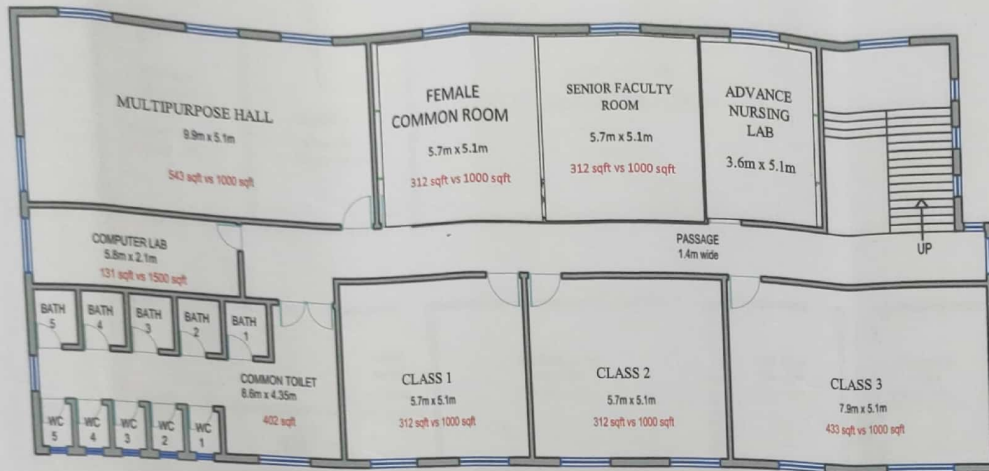 MULTIPURPOSE HALL
9.9m x 5.1m
543 sqft vs 1000 sqft
FEMALE
COMMON ROOM
5.7m x 5.1m
312 sqft vs 1000 sqft
SENIOR FACULTY
ROOM
5.7m x 5.1m
312 sqft vs 1000 sqft
ADVANCE
NURSING
LAB
3.6m x 5.1m
UP
COMPUTER LAB
5.8m x 2.1m
131 sqft vs 1500 sqft
PASSAGE
1.4m wide
BATH
5
BATH
4
BATH
3
BATH
2
BATH
1
COMMON TOILET
8.6m x 4.35m
402 sqft
WC
5
WC
4
WC
3
WC
2
WC
1
CLASS 1
5.7m x 5.1m
312 sqft vs 1000 sqft
CLASS 2
5.7m x 5.1m
312 sqft vs 1000 sqft
CLASS 3
7.9m x 5.1m
433 sqft vs 1000 sqft